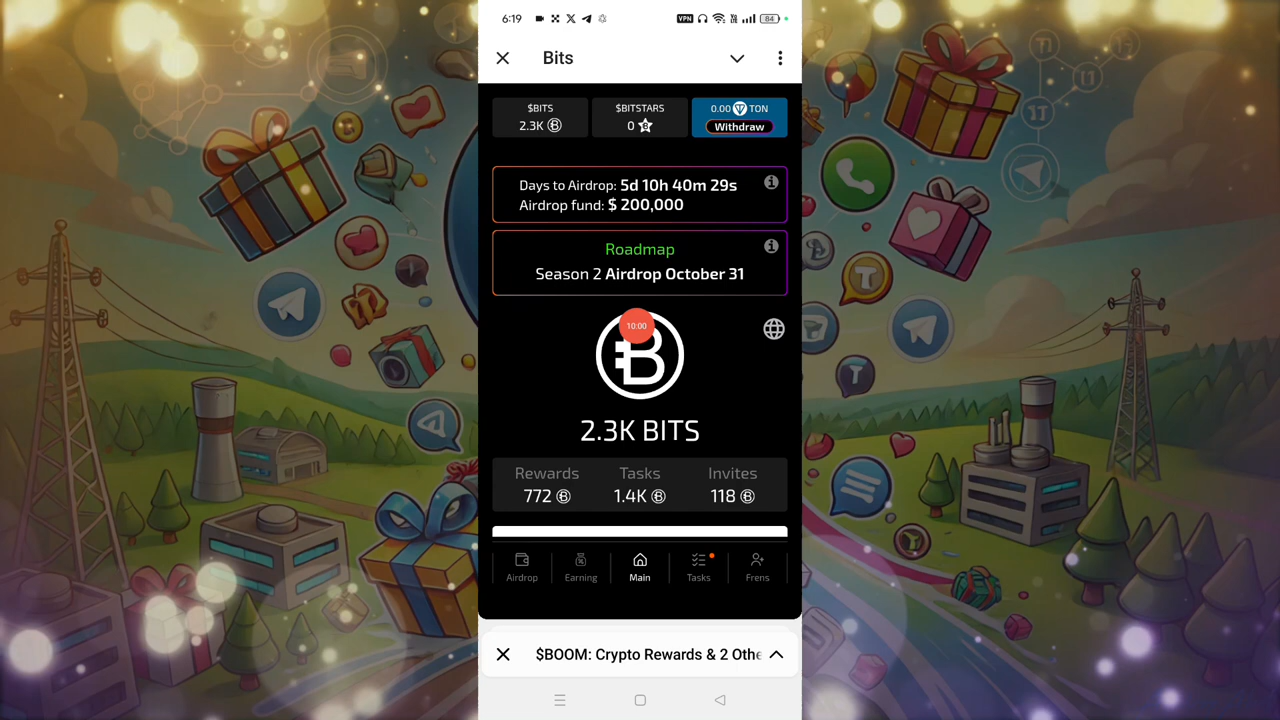 6:19
VPN
84
Bits
$BITS
2.3K
$BITSTARS
0
0.00 TON
Withdraw
Days to Airdrop: 5d 10h 40m 29s
Airdrop fund: $ 200,000
Roadmap
Season 2 Airdrop October 31
10:00
2.3K BITS
Rewards Tasks Invites
772 1.4K 118
Airdrop Earning Main Tasks Frens
$BOOM: Crypto Rewards & 2 Othe